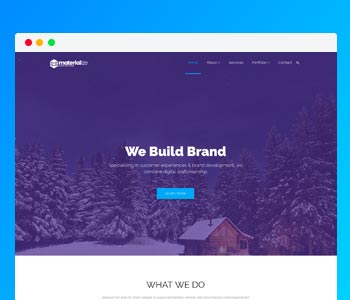 materialize
Home About Services Portfolio Contact
We Build Brand
Specializing in customer experiences & brand development, we
combine digital craftsmanship.
LEARN MORE
WHAT WE DO